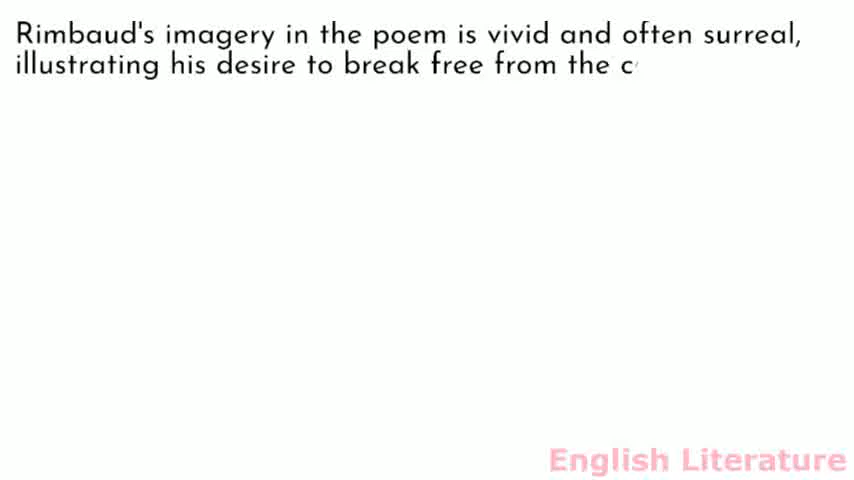 Rimbaud's imagery in the poem is vivid and often surreal,
illustrating his desire to break free from the
English Literature